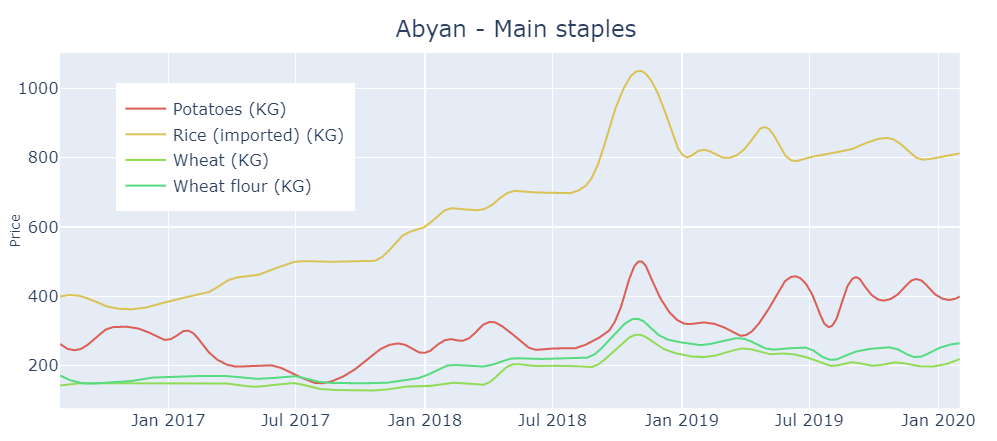 Abyan - Main staples
Potatoes (KG)
Rice (imported) (KG)
Wheat (KG)
Wheat flour (KG)
Price
1000
800
600
400
200
Jan 2017
Jul 2017
Jan 2018
Jul 2018
Jan 2019
Jul 2019
Jan 2020